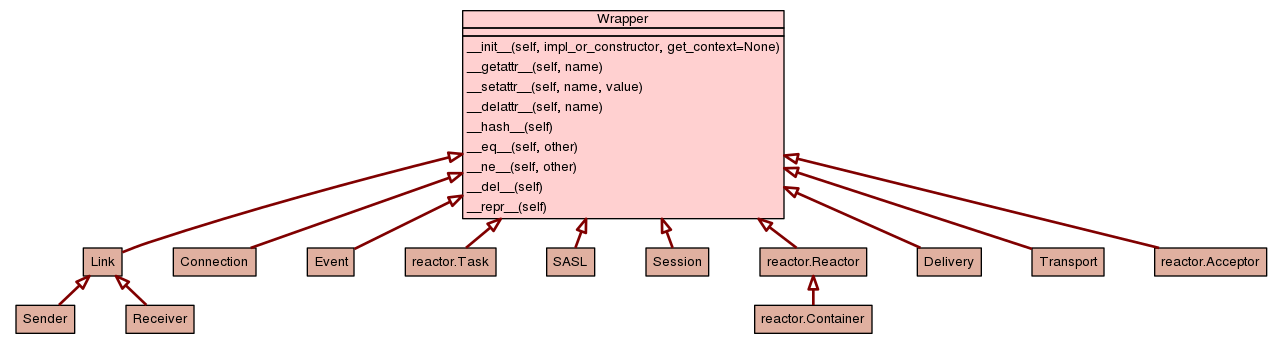 Wrapper
__init__(self, impl_or_constructor, get_context=None)
__getattr__(self, name)
__setattr__(self, name, value)
__delattr__(self, name)
__hash__(self)
__eq__(self, other)
__ne__(self, other)
__del__(self)
__repr__(self)
Link
Connection
Event
reactor.Task
SASL
Session
reactor.Reactor
Delivery
Transport
reactor.Acceptor
Sender
Receiver
reactor.Container